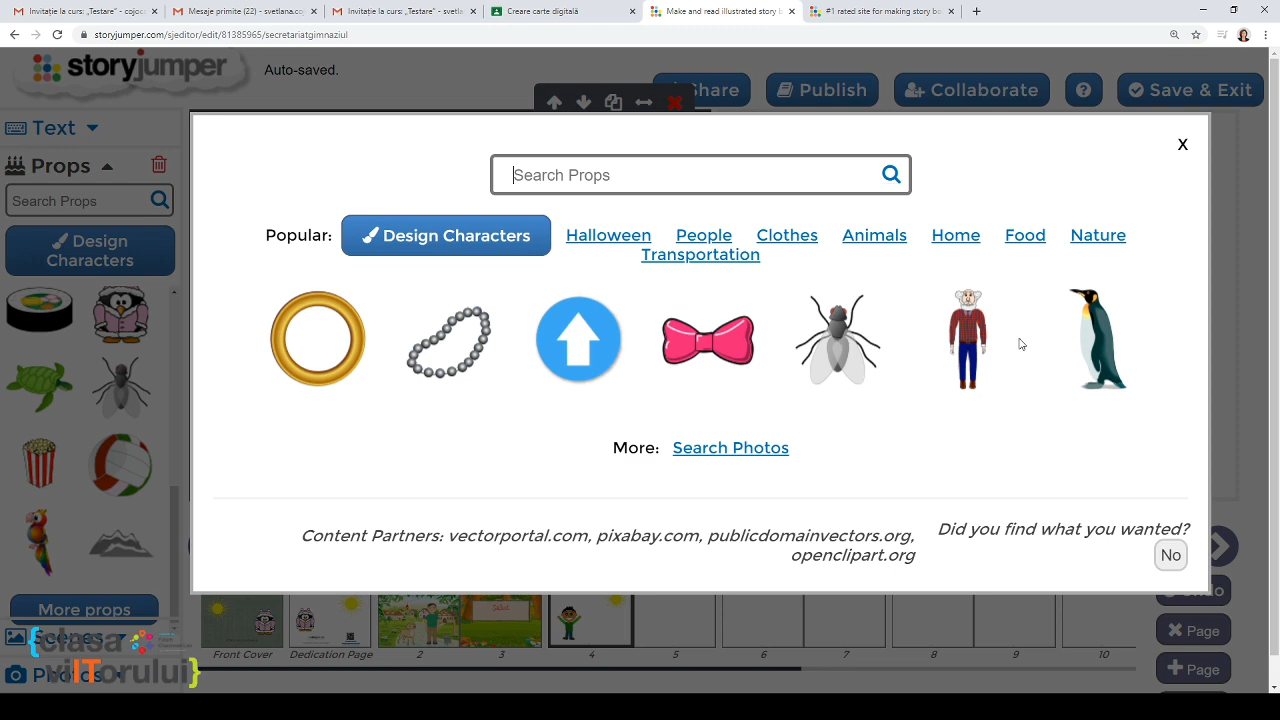 Invitație la curs: „Testare" - cojoc
Mesaje primite (22) - svetlana.coj
Invitație la curs: „Testare" - svetla
Creare carte digitală
Make and read illustrated story b
#1 rated site for making story bo
storyjumper.com/sjeditor/edit/81385965/secretariatgimnaziul
storyjumper
Auto-saved.
Share
Publish
Collaborate
?
Save & Exit
Text
Props
Search Props
Design
Characters
More props
X
Search Props
Popular:
Design Characters
Halloween
People
Clothes
Animals
Home
Food
Nature
Transportation
More:
Search Photos
Content Partners: vectorportal.com, pixabay.com, publicdomainvectors.org,
openclipart.org
Did you find what you wanted?
No
Page
Page
Front Cover
Dedication Page
2
3
4
5
6
7
8
9
10
{clasa
viITorului}